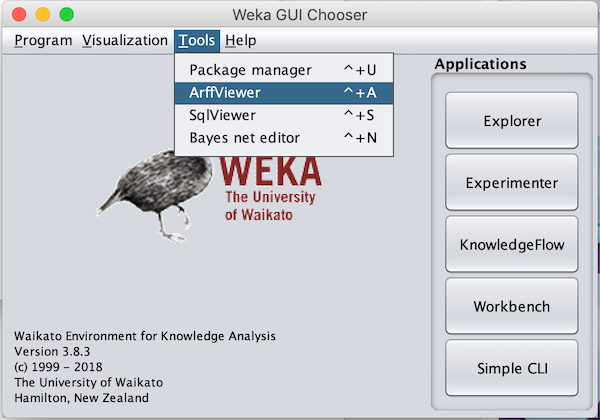 Weka GUI Chooser
Program Visualization Tools Help
Package manager ^+U
ArffViewer ^+A
SqlViewer ^+S
Bayes net editor ^+N
Applications
Explorer
Experimenter
KnowledgeFlow
Workbench
Simple CLI
WEKA
The University
of Waikato
Waikato Environment for Knowledge Analysis
Version 3.8.3
(c) 1999 - 2018
The University of Waikato
Hamilton, New Zealand